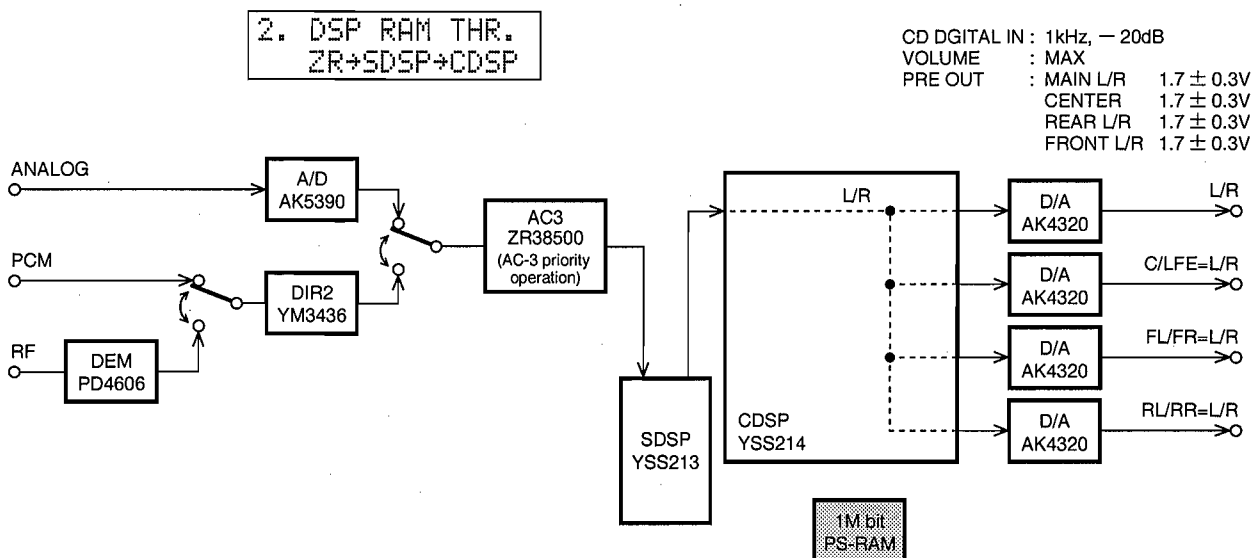 2. DSP RAM THR.
ZR→SDSP→CDSP
CD DGITAL IN : 1kHz, − 20dB
VOLUME : MAX
PRE OUT : MAIN L/R 1.7 ± 0.3V
CENTER 1.7 ± 0.3V
REAR L/R 1.7 ± 0.3V
FRONT L/R 1.7 ± 0.3V
ANALOG
A/D
AK5390
PCM
DIR2
YM3436
RF
DEM
PD4606
AC3
ZR38500
(AC-3 priority
operation)
SDSP
YSS213
L/R
CDSP
YSS214
1M bit
PS-RAM
D/A
AK4320
L/R
D/A
AK4320
C/LFE=L/R
D/A
AK4320
FL/FR=L/R
D/A
AK4320
RL/RR=L/R